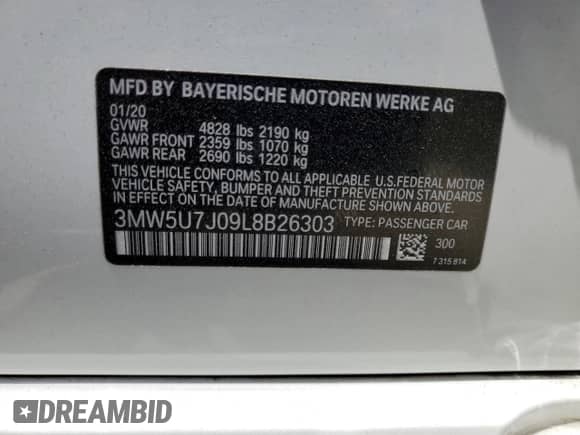 MFD BY BAYERISCHE MOTOREN WERKE AG
01/20
GVWR 4828 lbs 2190 kg
GAWR FRONT 2359 lbs 1070 kg
GAWR REAR 2690 lbs 1220 kg
THIS VEHICLE CONFORMS TO ALL APPLICABLE U.S.FEDERAL MOTOR
VEHICLE SAFETY, BUMPER AND THEFT PREVENTION STANDARDS
IN EFFECT ON THE DATE OF MANUFACTURE SHOWN ABOVE.
3MW5U7J09L8B26303 TYPE: PASSENGER CAR
300
7 315 814
DREAMBID